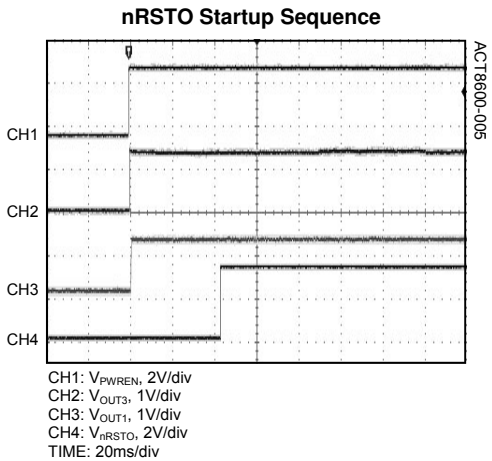 nRSTO Startup Sequence
ACT8600-005
CH1
CH2
CH3
CH4
CH1: VPWREN, 2V/div
CH2: VOUT3, 1V/div
CH3: VOUT1, 1V/div
CH4: VnRSTO, 2V/div
TIME: 20ms/div